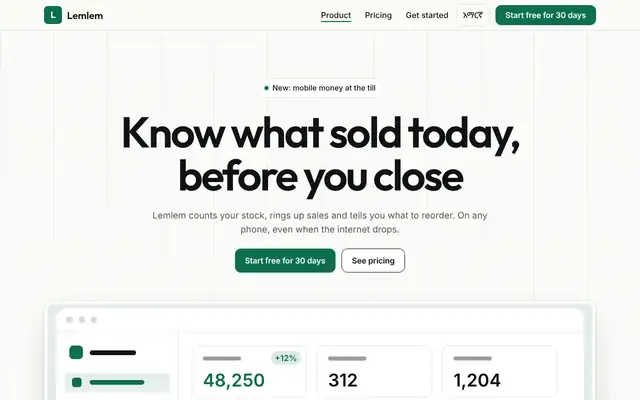 L Lemlem
Product Pricing Get started አማርኛ Start free for 30 days
New: mobile money at the till
Know what sold today,
before you close
Lemlem counts your stock, rings up sales and tells you what to reorder. On any
phone, even when the internet drops.
Start free for 30 days See pricing
+12%
48,250 312 1,204